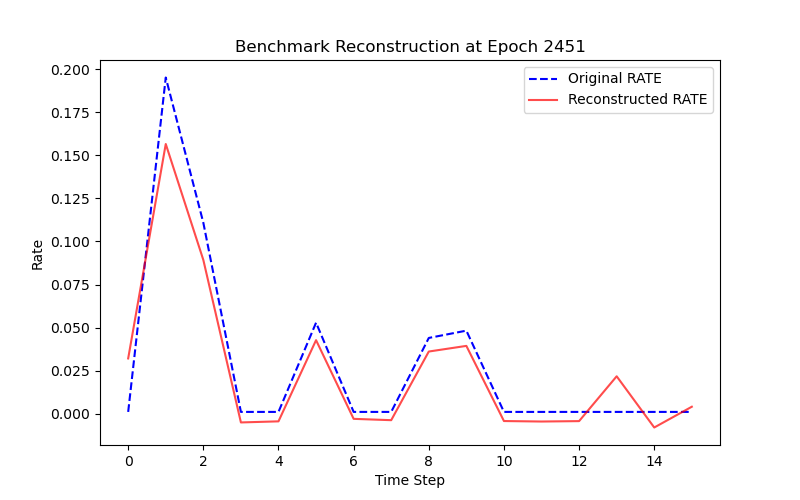 Benchmark Reconstruction at Epoch 2451
Original RATE
Reconstructed RATE
0.200
0.175
0.150
0.125
0.100
0.075
0.050
0.025
0.000
Rate
0 2 4 6 8 10 12 14
Time Step